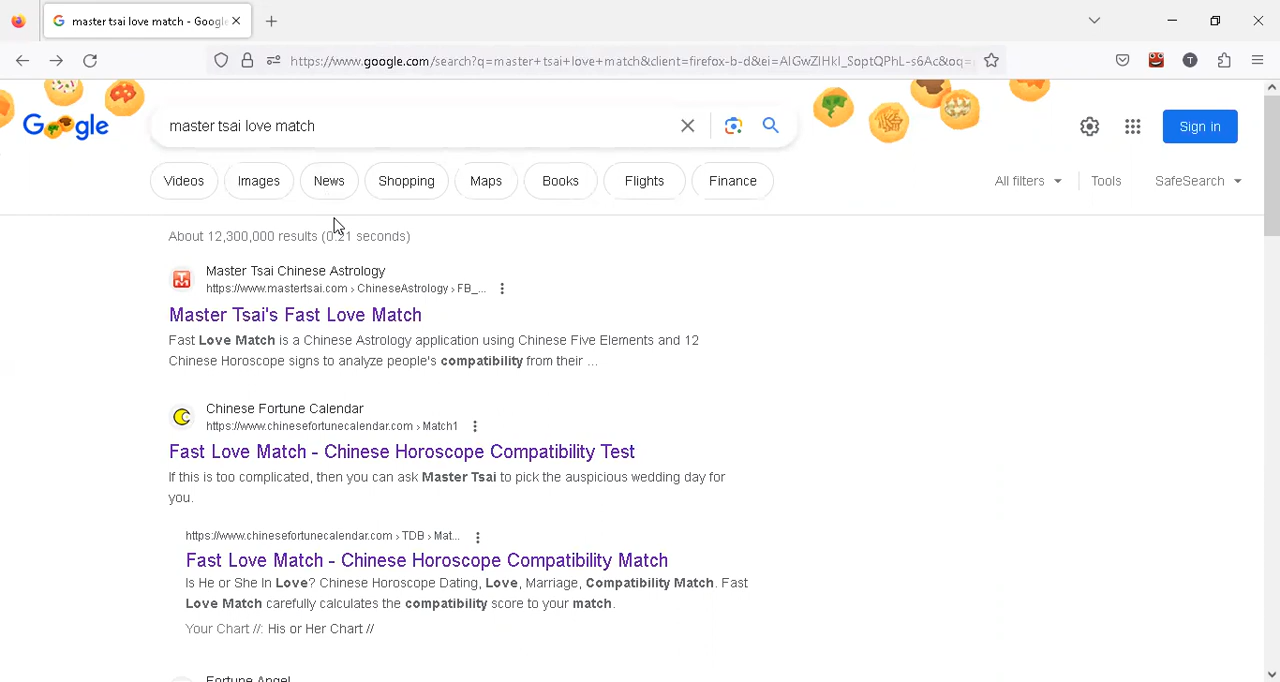 master tsai love match - Google
https://www.google.com/search?q=master+tsai+love+match&client=firefox-b-d&ei=
Google
master tsai love match
Sign in
Videos
Images
News
Shopping
Maps
Books
Flights
Finance
All filters
Tools
SafeSearch
About 12,300,000 results (0.21 seconds)
Master Tsai Chinese Astrology
https://www.mastertsai.com › ChineseAstrology › FB_...
Master Tsai's Fast Love Match
Fast Love Match is a Chinese Astrology application using Chinese Five Elements and 12
Chinese Horoscope signs to analyze people's compatibility from their ...
Chinese Fortune Calendar
https://www.chinesefortunecalendar.com › Match1
Fast Love Match - Chinese Horoscope Compatibility Test
If this is too complicated, then you can ask Master Tsai to pick the auspicious wedding day for
you.
https://www.chinesefortunecalendar.com › TDB › Mat...
Fast Love Match - Chinese Horoscope Compatibility Match
Is He or She In Love? Chinese Horoscope Dating, Love, Marriage, Compatibility Match. Fast
Love Match carefully calculates the compatibility score to your match.
Your Chart //: His or Her Chart //
Fortune Angel